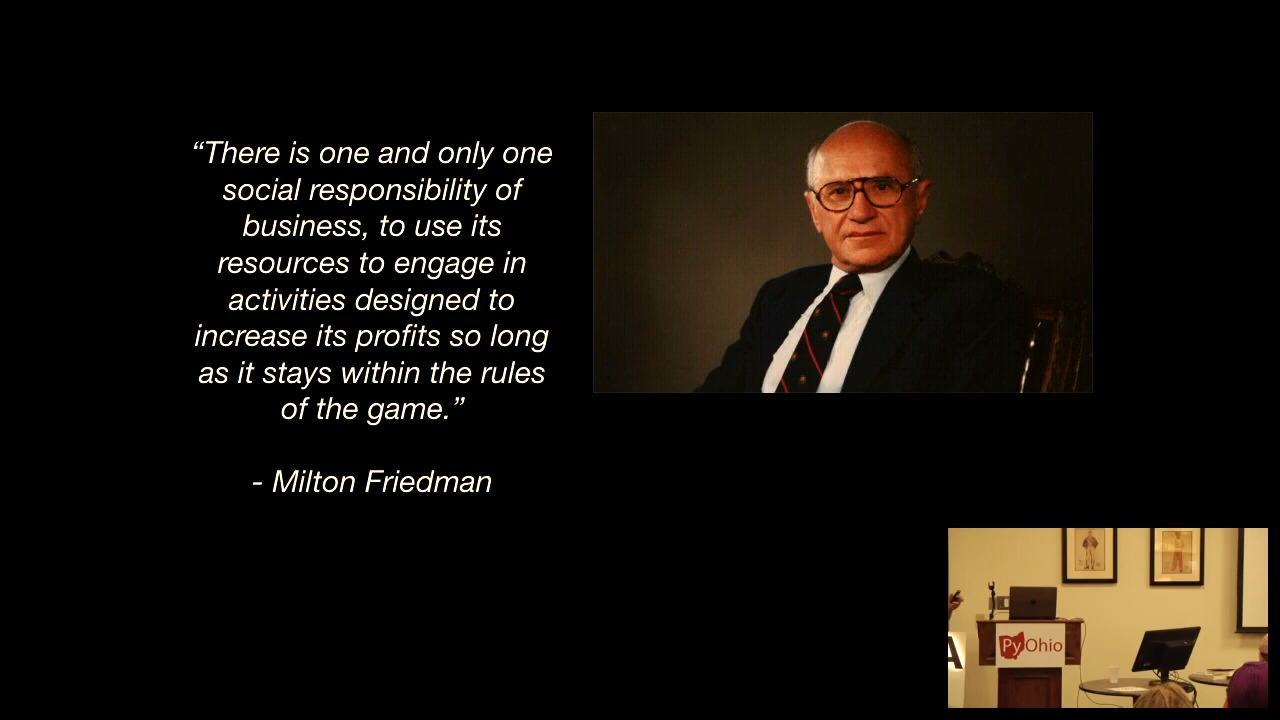 “There is one and only one
social responsibility of
business, to use its
resources to engage in
activities designed to
increase its profits so long
as it stays within the rules
of the game.”
- Milton Friedman
PyOhio
A